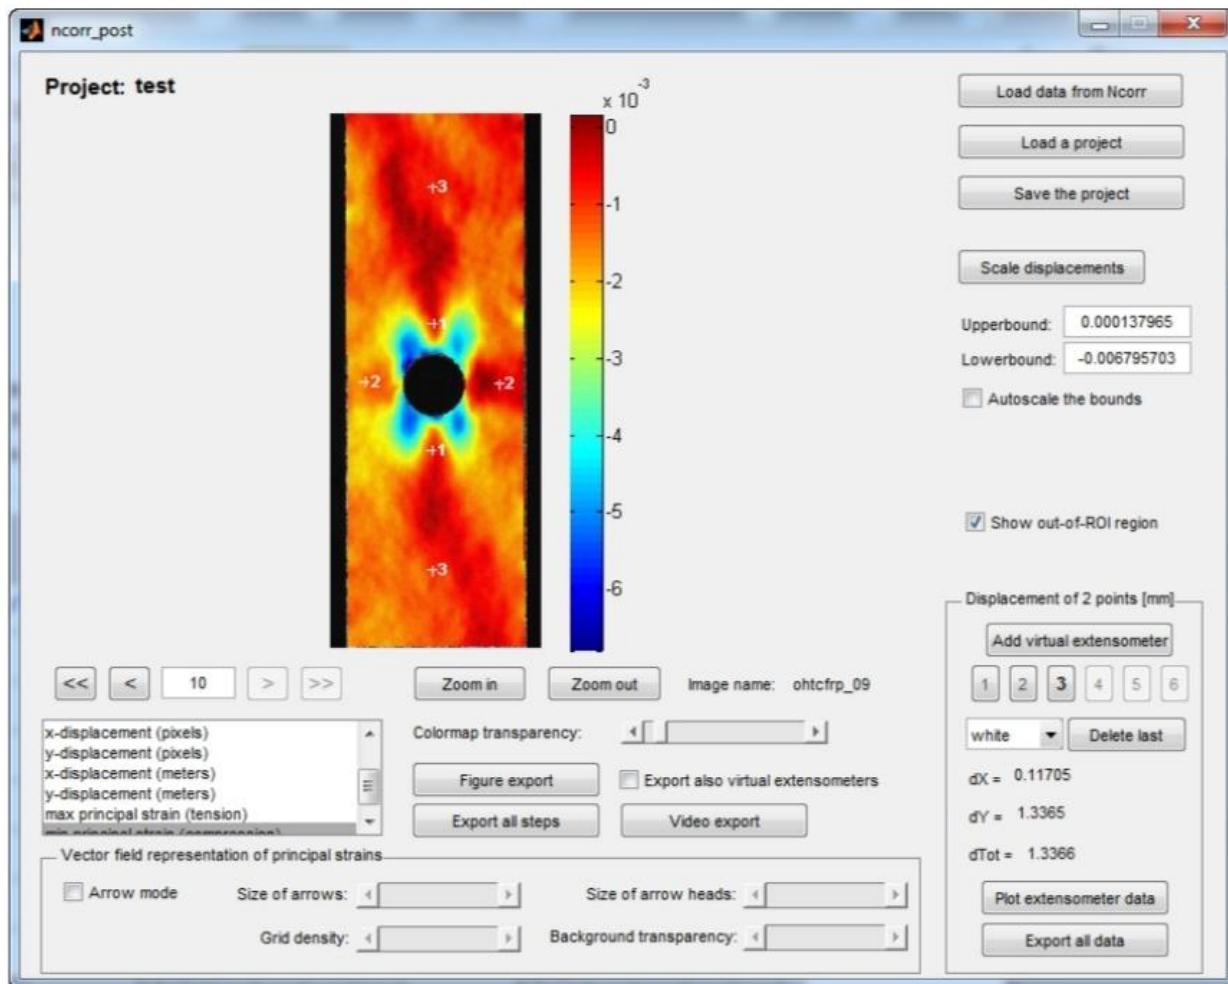 ncorr_post
Project: test
x 10
-3
0
-1
-2
-3
-4
-5
-6
+3
+1
+2
+2
+1
+3
Load data from Ncorr
Load a project
Save the project
Scale displacements
Upperbound: 0.000137965
Lowerbound: -0.006795703
Autoscale the bounds
Show out-of-ROI region
<< < 10 > >>
Zoom in Zoom out Image name: ohtcfrp_09
x-displacement (pixels)
y-displacement (pixels)
x-displacement (meters)
y-displacement (meters)
max principal strain (tension)
min principal strain (compression)
Colormap transparency:
Figure export Export also virtual extensometers
Export all steps Video export
Vector field representation of principal strains
Arrow mode Size of arrows: Size of arrow heads:
Grid density: Background transparency:
Displacement of 2 points [mm]
Add virtual extensometer
1 2 3 4 5 6
white Delete last
dX = 0.11705
dY = 1.3365
dTot = 1.3366
Plot extensometer data
Export all data